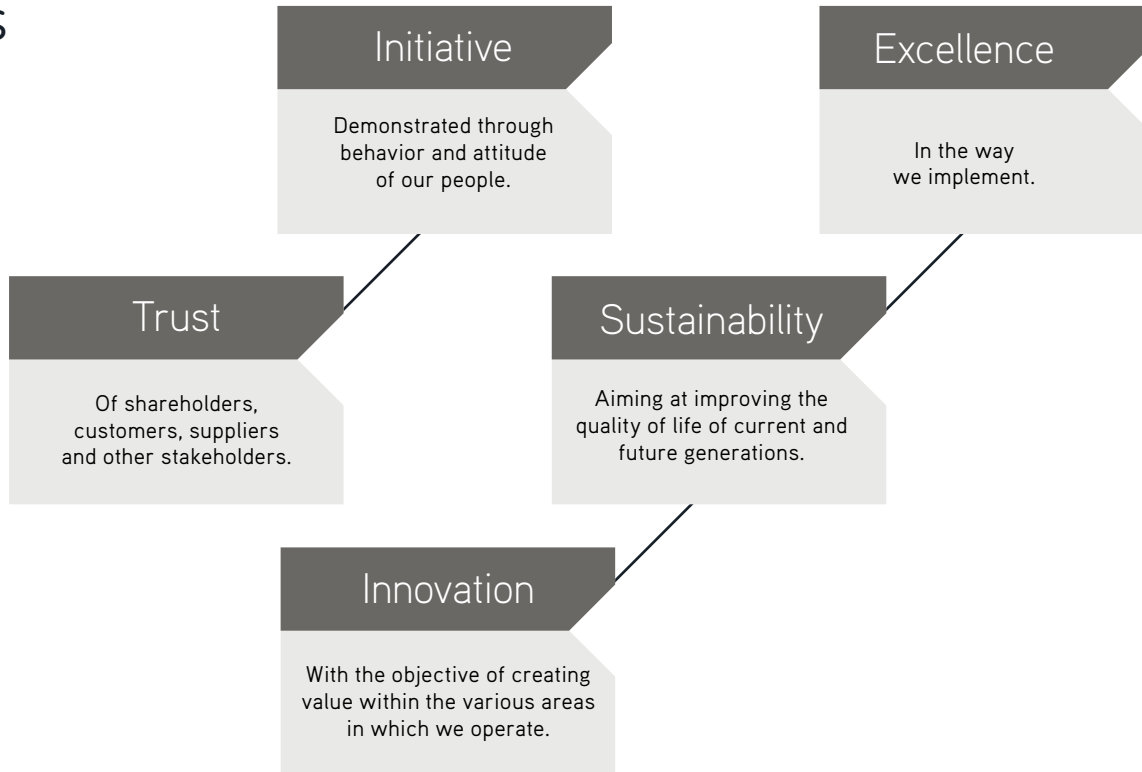 s
Initiative
Demonstrated through
behavior and attitude
of our people.
Excellence
In the way
we implement.
Trust
Of shareholders,
customers, suppliers
and other stakeholders.
Sustainability
Aiming at improving the
quality of life of current and
future generations.
Innovation
With the objective of creating
value within the various areas
in which we operate.